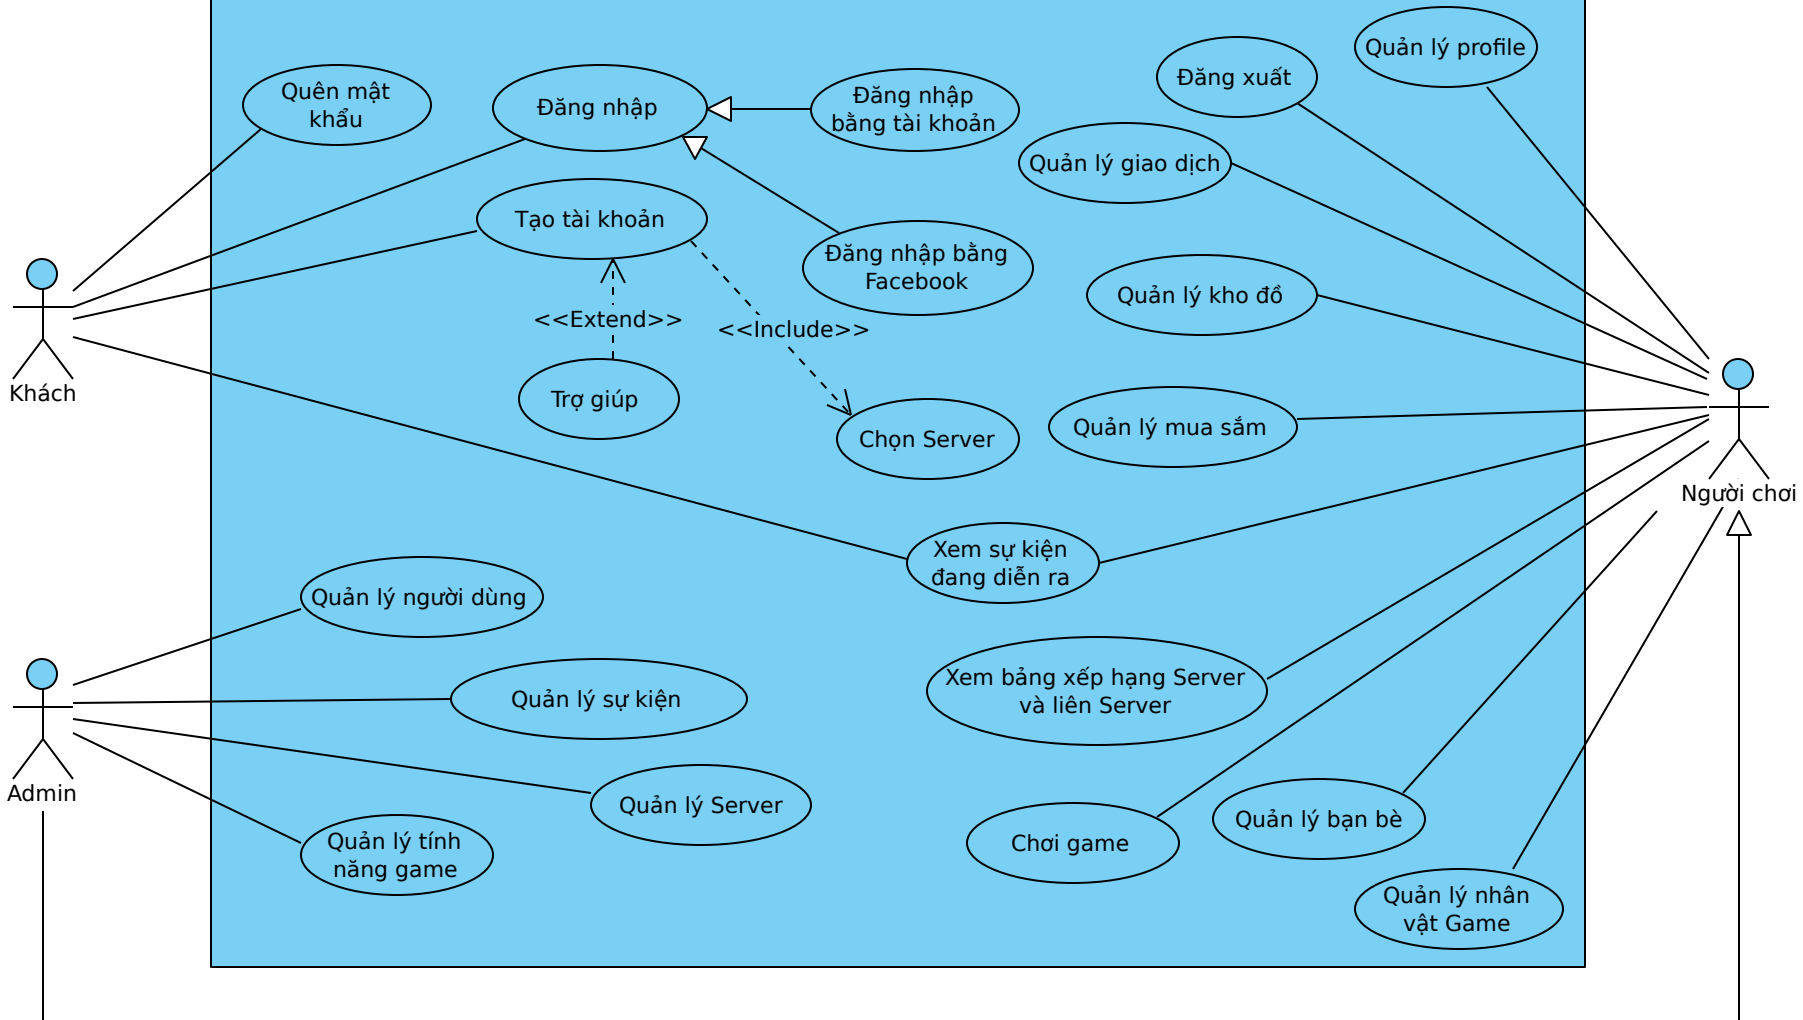 Quản lý profile
Đăng xuất
Quên mật
khẩu
Đăng nhập
Đăng nhập
bằng tài khoản
Quản lý giao dịch
Tạo tài khoản
Đăng nhập bằng
Facebook
Quản lý kho đồ
<<Extend>>
<<Include>>
Khách
Trợ giúp
Chọn Server
Quản lý mua sắm
Người chơi
Xem sự kiện
đang diễn ra
Quản lý người dùng
Quản lý sự kiện
Xem bảng xếp hạng Server
và liên Server
Admin
Quản lý Server
Quản lý tính
năng game
Chơi game
Quản lý bạn bè
Quản lý nhân
vật Game